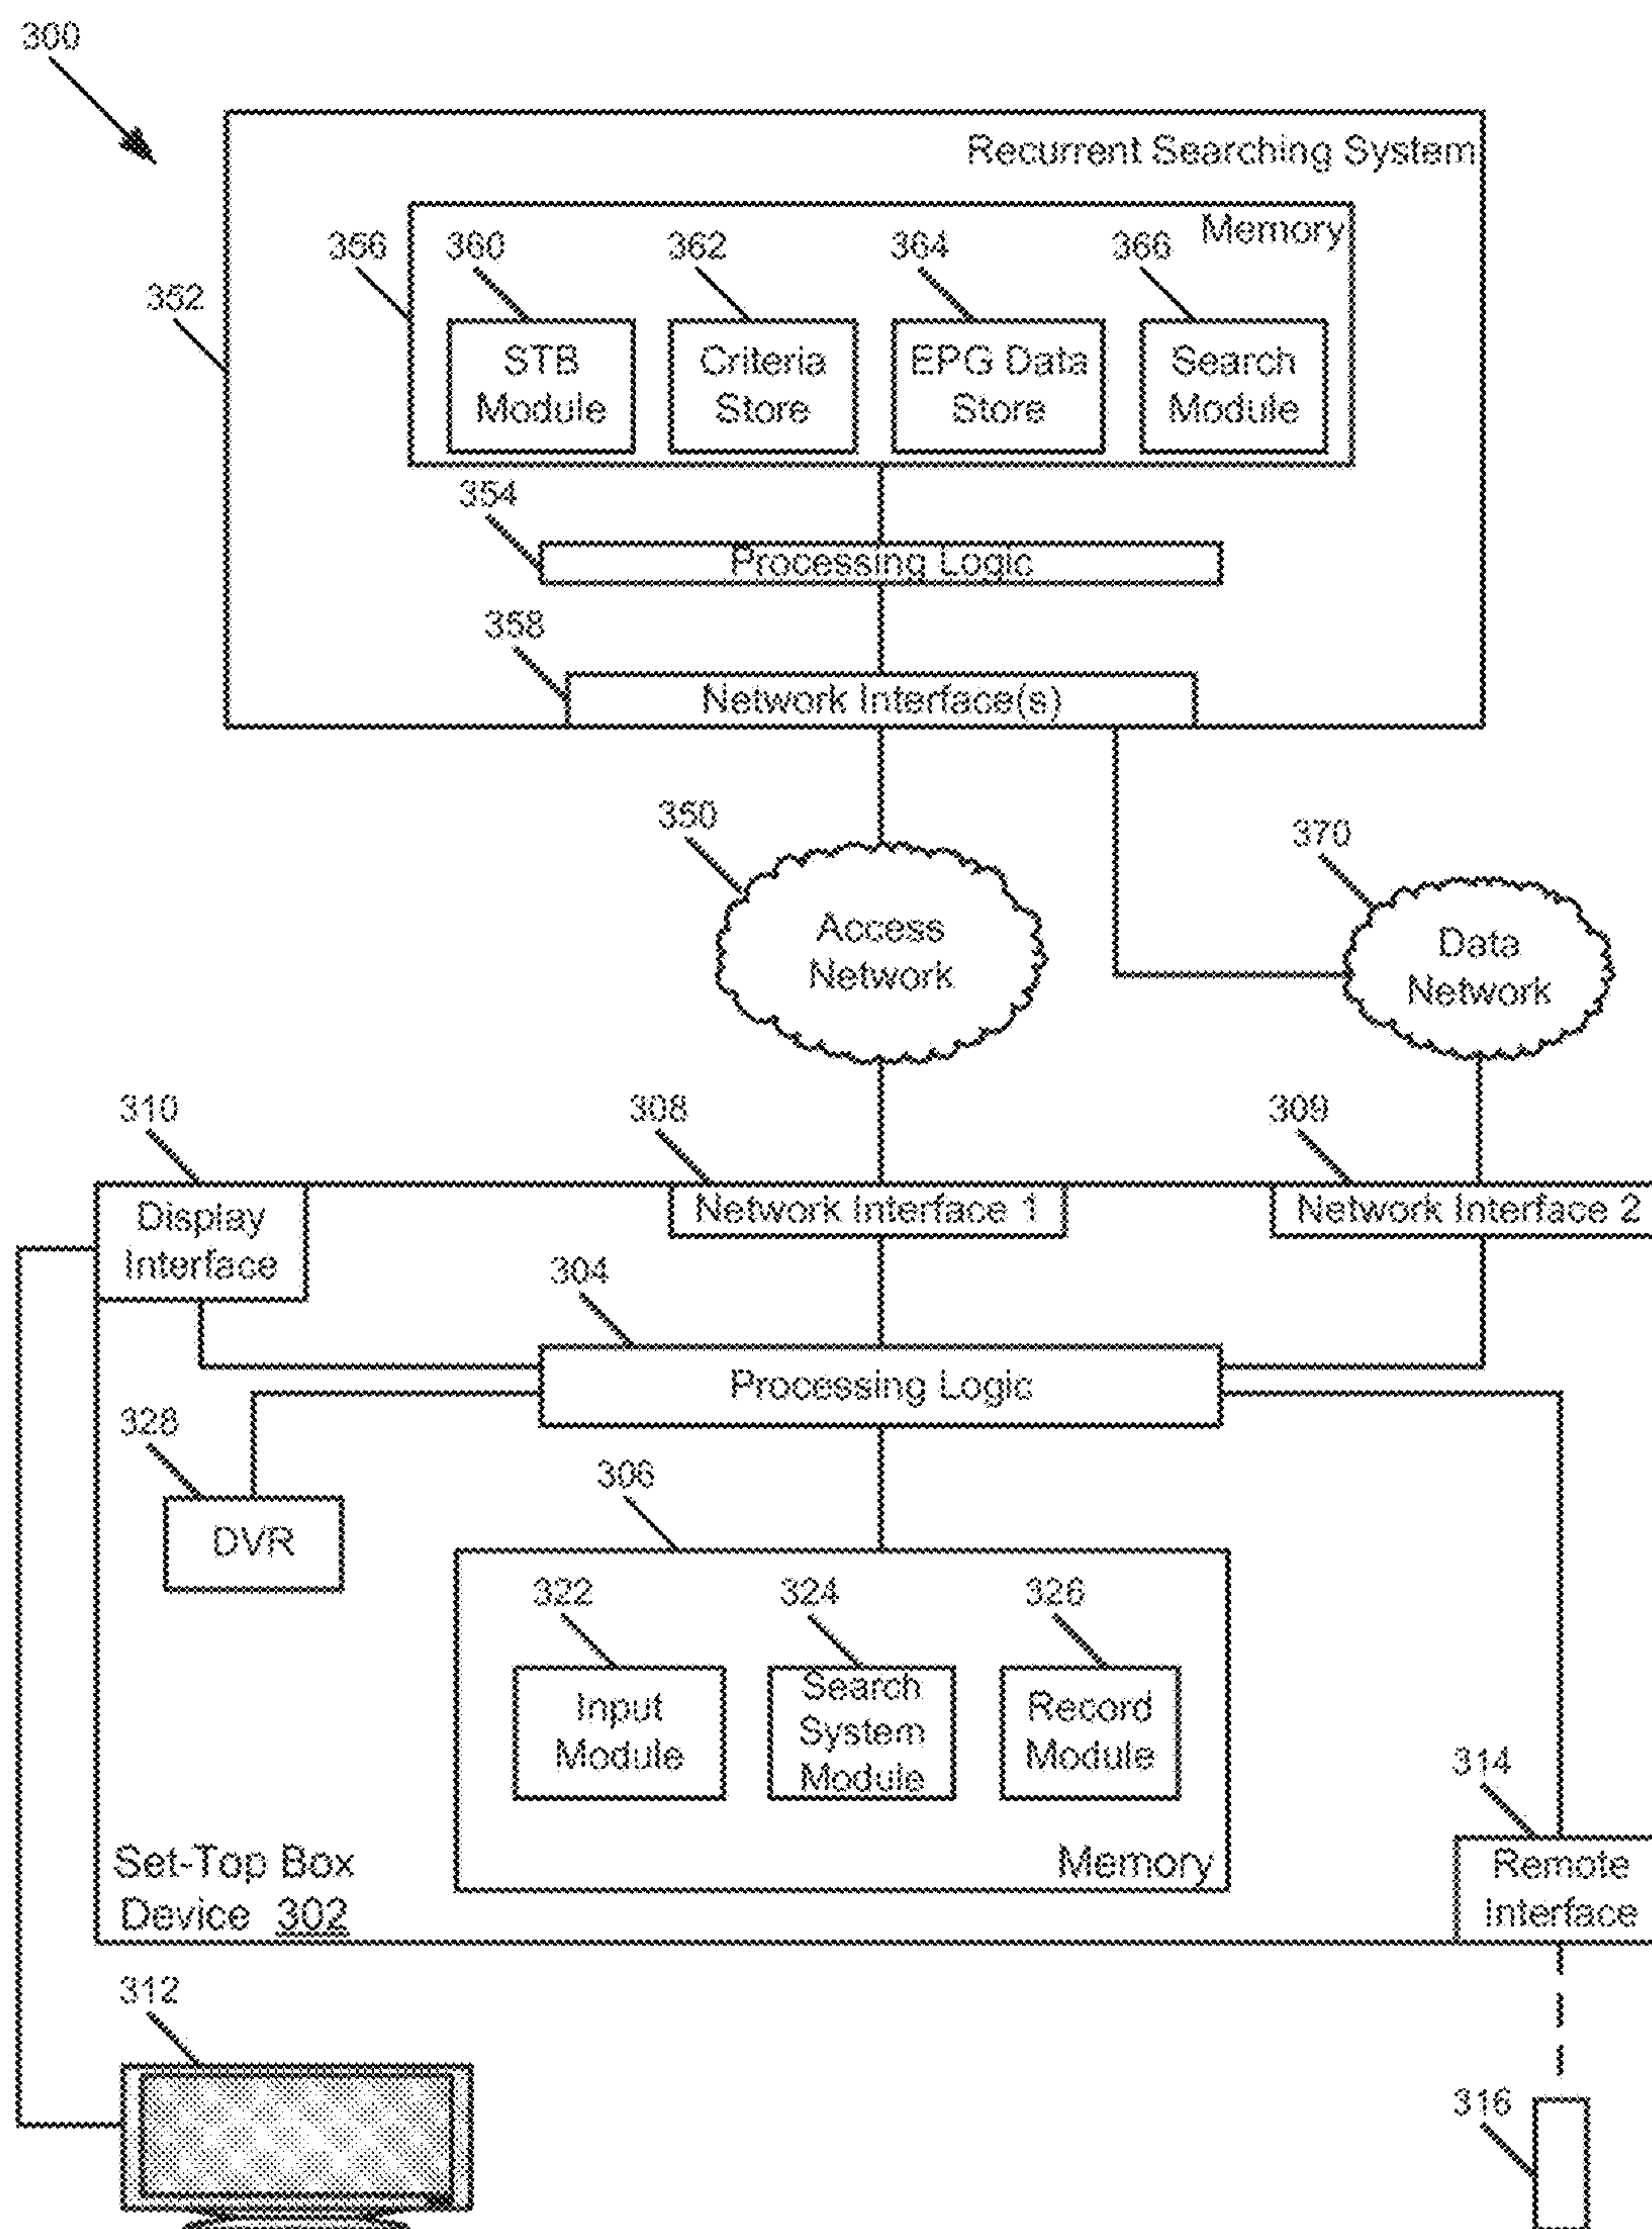 300
Recurrent Searching System
Memory
356
360
362
364
366
352
STB
Module
Criteria
Store
EPG Data
Store
Search
Module
354
Processing Logic
358
Network Interface(s)
350
370
Access
Network
Data
Network
310
308
309
Display
Interface
Network Interface 1
Network Interface 2
304
Processing Logic
328
306
DVR
322
324
326
Input
Module
Search
System
Module
Record
Module
314
Set-Top Box
Device 302
Memory
Remote
Interface
312
316